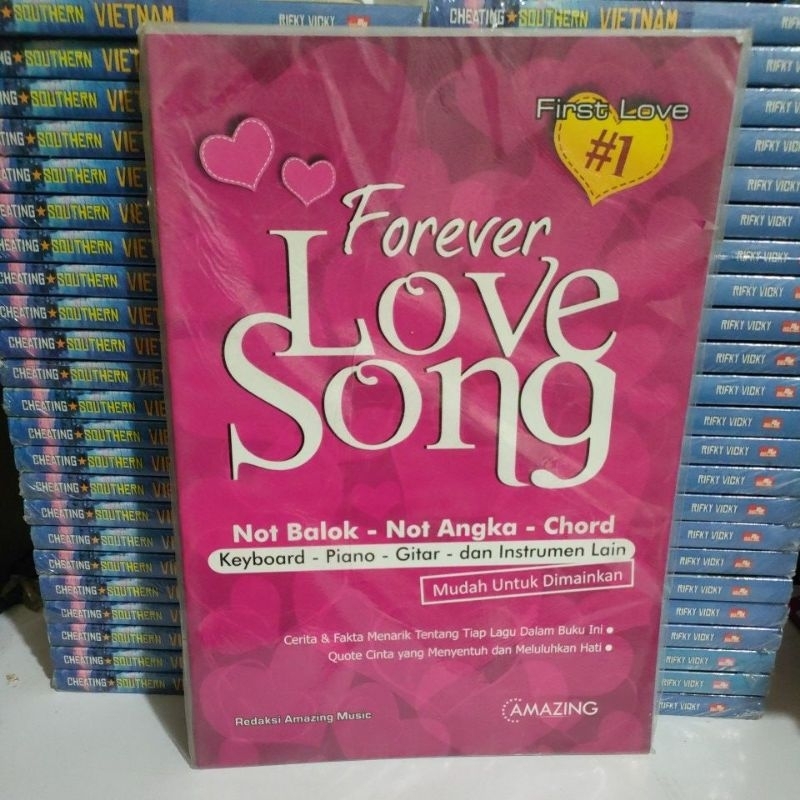 First Love
#1
Forever
Love
Song
Not Balok - Not Angka - Chord
Keyboard - Piano - Gitar - dan Instrumen Lain
Mudah Untuk Dimainkan
Cerita & Fakta Menarik Tentang Tiap Lagu Dalam Buku Ini
Quote Cinta yang Menyentuh dan Meluluhkan Hati
Redaksi Amazing Music
AMAZING
CHEATING SOUTHERN VIETNAM
RIFKY VICKY